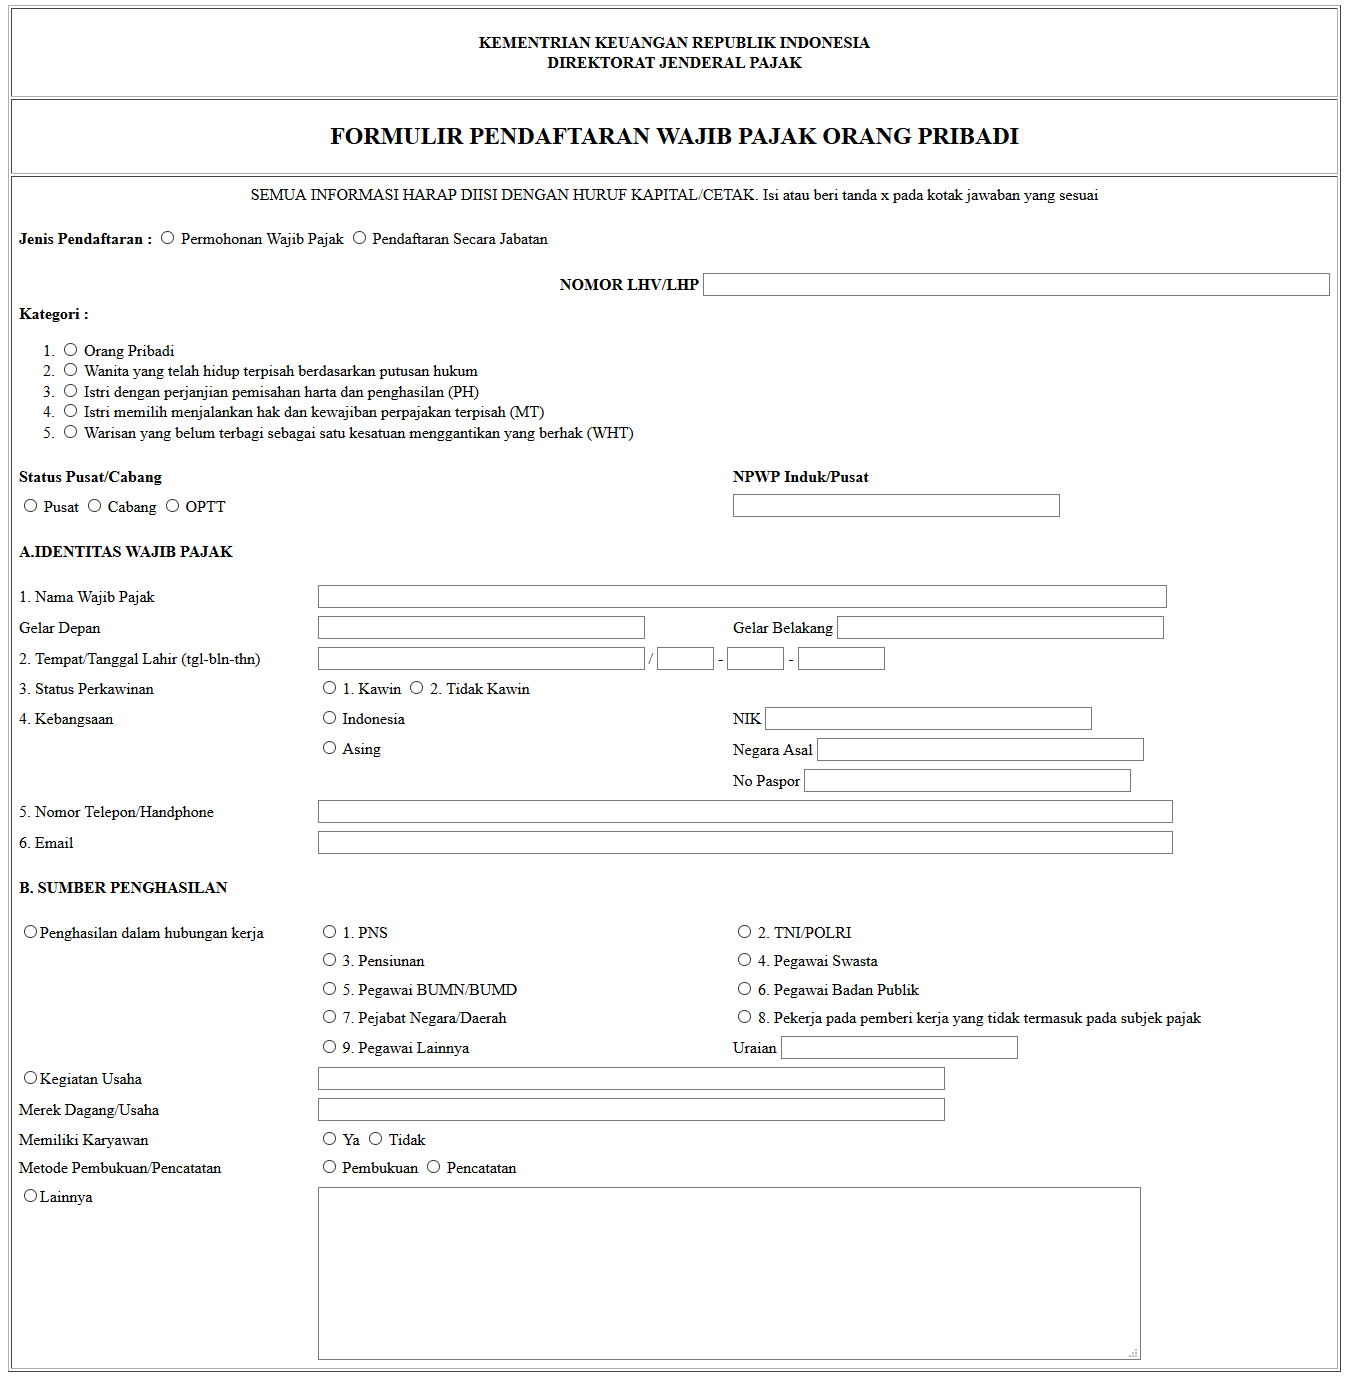 KEMENTRIAN KEUANGAN REPUBLIK INDONESIA
DIREKTORAT JENDERAL PAJAK
FORMULIR PENDAFTARAN WAJIB PAJAK ORANG PRIBADI
SEMUA INFORMASI HARAP DIISI DENGAN HURUF KAPITAL/CETAK. Isi atau beri tanda x pada kotak jawaban yang sesuai
Jenis Pendaftaran : Permohonan Wajib Pajak Pendaftaran Secara Jabatan
NOMOR LHV/LHP
Kategori :
1. Orang Pribadi
2. Wanita yang telah hidup terpisah berdasarkan putusan hukum
3. Istri dengan perjanjian pemisahan harta dan penghasilan (PH)
4. Istri memilih menjalankan hak dan kewajiban perpajakan terpisah (MT)
5. Warisan yang belum terbagi sebagai satu kesatuan menggantikan yang berhak (WHT)
Status Pusat/Cabang NPWP Induk/Pusat
Pusat Cabang OPTT
A.IDENTITAS WAJIB PAJAK
1. Nama Wajib Pajak
Gelar Depan Gelar Belakang
2. Tempat/Tanggal Lahir (tgl-bln-thn) / - -
3. Status Perkawinan 1. Kawin 2. Tidak Kawin
4. Kebangsaan Indonesia NIK
Asing Negara Asal
No Paspor
5. Nomor Telepon/Handphone
6. Email
B. SUMBER PENGHASILAN
Penghasilan dalam hubungan kerja 1. PNS 2. TNI/POLRI
3. Pensiunan 4. Pegawai Swasta
5. Pegawai BUMN/BUMD 6. Pegawai Badan Publik
7. Pejabat Negara/Daerah 8. Pekerja pada pemberi kerja yang tidak termasuk pada subjek pajak
9. Pegawai Lainnya Uraian
Kegiatan Usaha
Merek Dagang/Usaha
Memiliki Karyawan Ya Tidak
Metode Pembukuan/Pencatatan Pembukuan Pencatatan
Lainnya